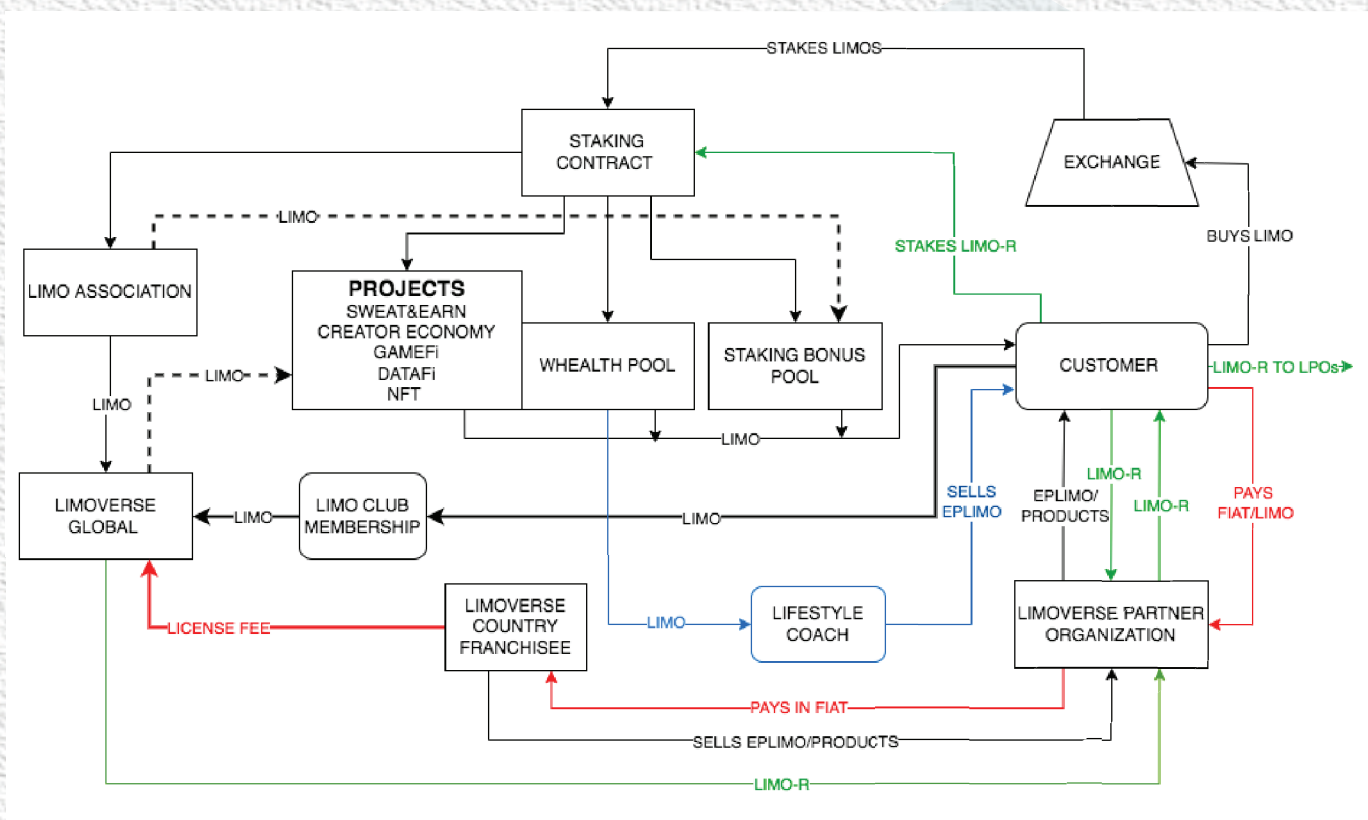 STAKES LIMOS
STAKING
CONTRACT
EXCHANGE
LIMO
STAKES LIMO-R
BUYS LIMO
LIMO ASSOCIATION
PROJECTS
SWEAT&EARN
CREATOR ECONOMY
GAMEFi
DATAFi
NFT
WHEALTH POOL
STAKING BONUS
POOL
CUSTOMER
LIMO-R TO LPOs
LIMO
LIMO
LIMO
LIMOVERSE
GLOBAL
LIMO
LIMO CLUB
MEMBERSHIP
LIMO
SELLS
EPLIMO
EPLIMO/
PRODUCTS
LIMO-R
LIMO-R
PAYS
FIAT/LIMO
LICENSE FEE
LIMOVERSE
COUNTRY
FRANCHISEE
LIMO
LIFESTYLE
COACH
LIMOVERSE PARTNER
ORGANIZATION
PAYS IN FIAT
SELLS EPLIMO/PRODUCTS
LIMO-R